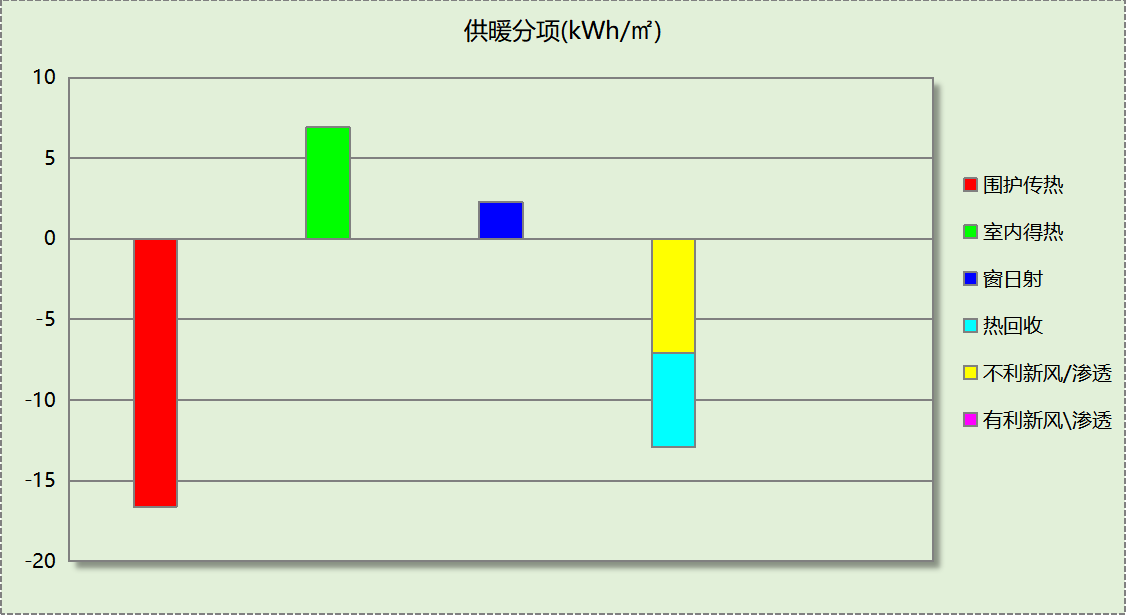 供暖分项(kWh/㎡)
10
5
0
-5
-10
-15
-20
围护传热
室内得热
窗日射
热回收
不利新风/渗透
有利新风\渗透